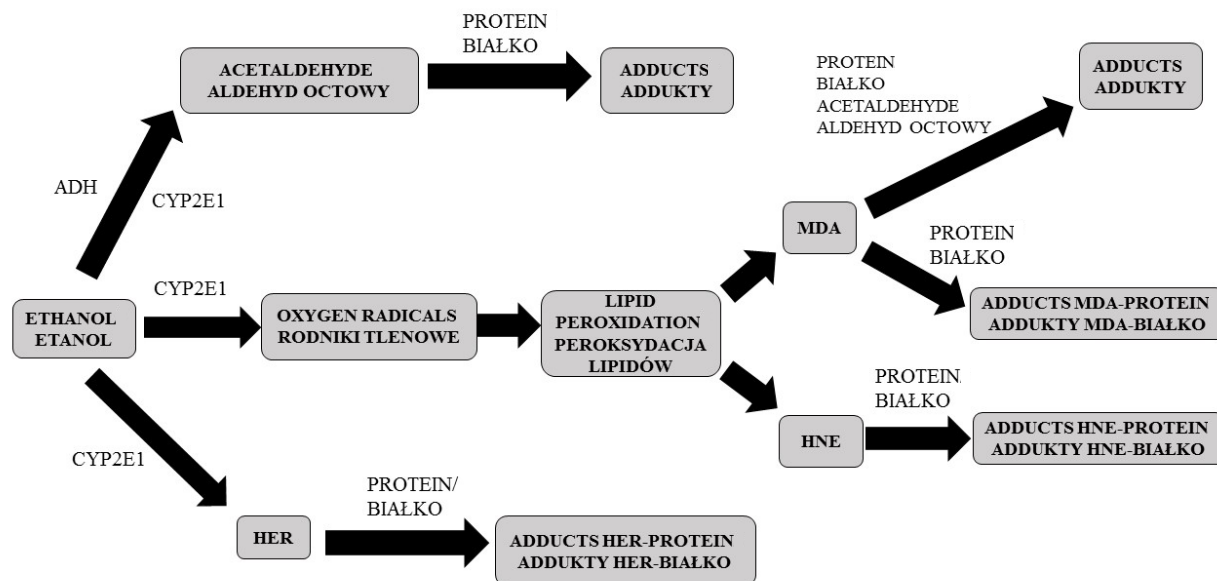 PROTEIN
BIAŁKO
ACETALDEHYDE
ALDEHYD OCTOWY
ADDUCTS
ADDUKTY
PROTEIN
BIAŁKO
ACETALDEHYDE
ALDEHYD OCTOWY
ADDUCTS
ADDUKTY
ADH
CYP2E1
MDA
PROTEIN
BIAŁKO
CYP2E1
ETHANOL
ETANOL
OXYGEN RADICALS
RODNIKI TLENOWE
LIPID
PEROXIDATION
PEROKSYDACJA
LIPIDÓW
ADDUCTS MDA-PROTEIN
ADDUKTY MDA-BIAŁKO
PROTEIN
BIAŁKO
HNE
ADDUCTS HNE-PROTEIN
ADDUKTY HNE-BIAŁKO
CYP2E1
PROTEIN/
BIAŁKO
HER
ADDUCTS HER-PROTEIN
ADDUKTY HER-BIAŁKO